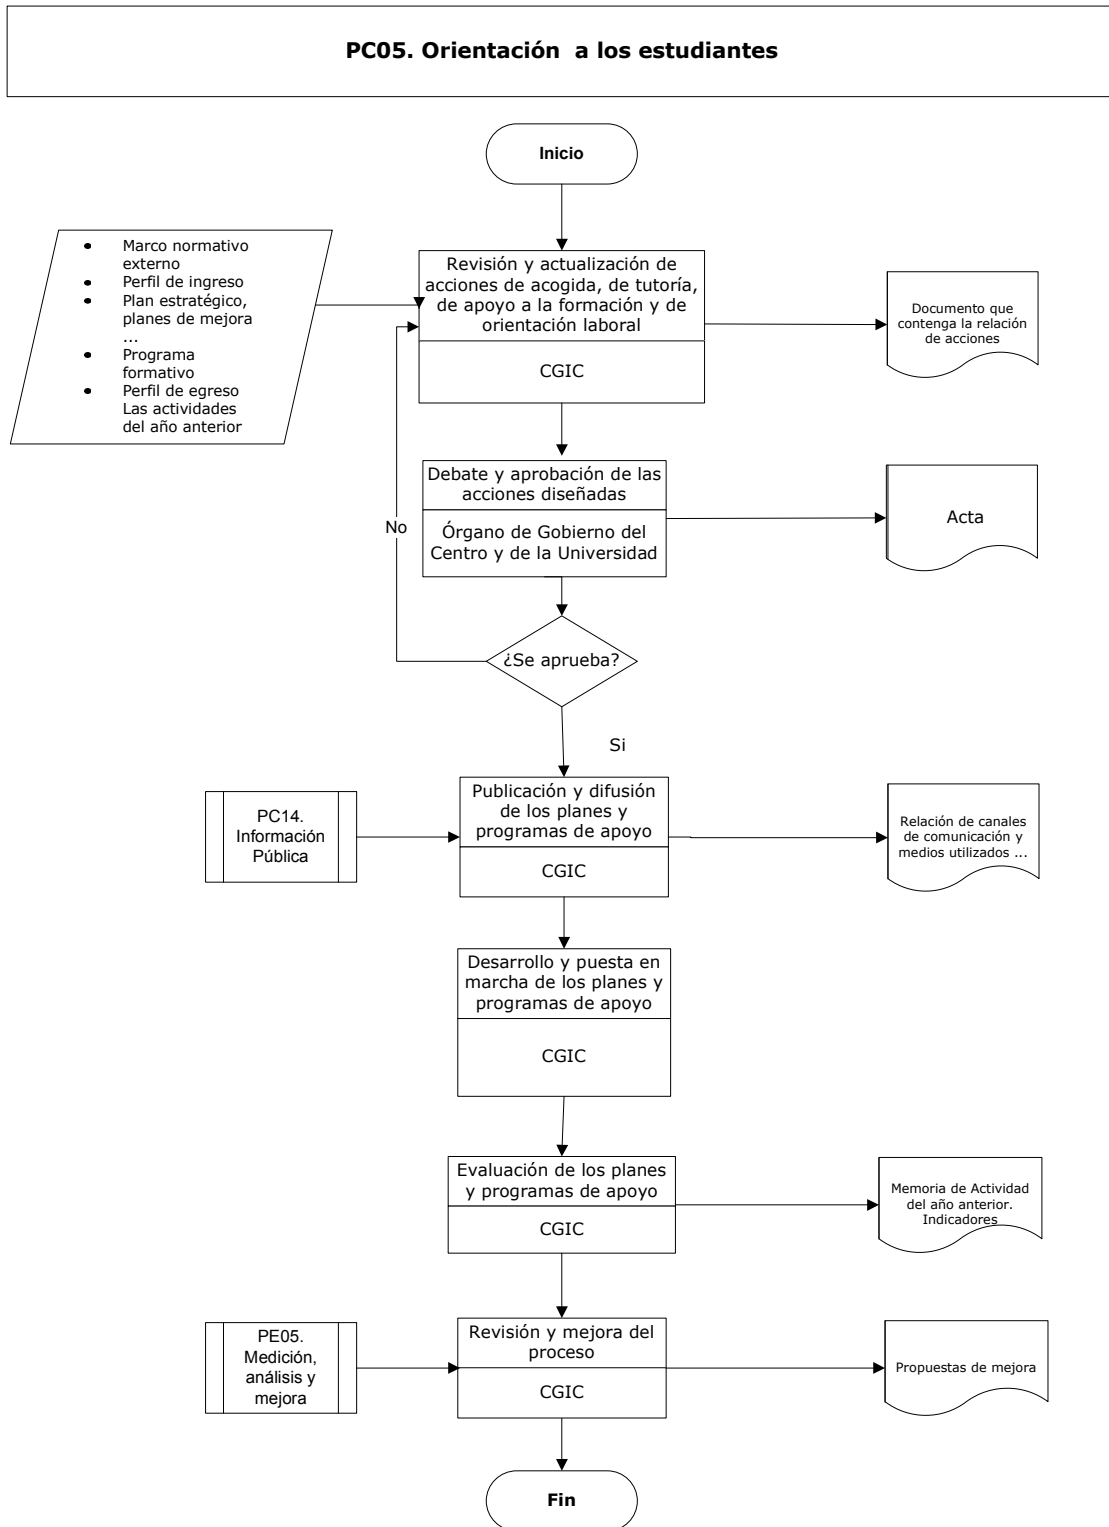 PC05. Orientación a los estudiantes
Inicio
Marco normativo
externo
Perfil de ingreso
Plan estratégico,
planes de mejora
...
Programa
formativo
Perfil de egreso
Las actividades
del año anterior
Revisión y actualización de
acciones de acogida, de tutoría,
de apoyo a la formación y de
orientación laboral
CGIC
Documento que
contenga la relación
de acciones
Debate y aprobación de las
acciones diseñadas
Órgano de Gobierno del
Centro y de la Universidad
Acta
No
¿Se aprueba?
Si
PC14.
Información
Pública
Publicación y difusión
de los planes y
programas de apoyo
CGIC
Relación de canales
de comunicación y
medios utilizados ...
Desarrollo y puesta en
marcha de los planes y
programas de apoyo
CGIC
Evaluación de los planes
y programas de apoyo
CGIC
Memoria de Actividad
del año anterior.
Indicadores
PE05.
Medición,
análisis y
mejora
Revisión y mejora del
proceso
CGIC
Propuestas de mejora
Fin